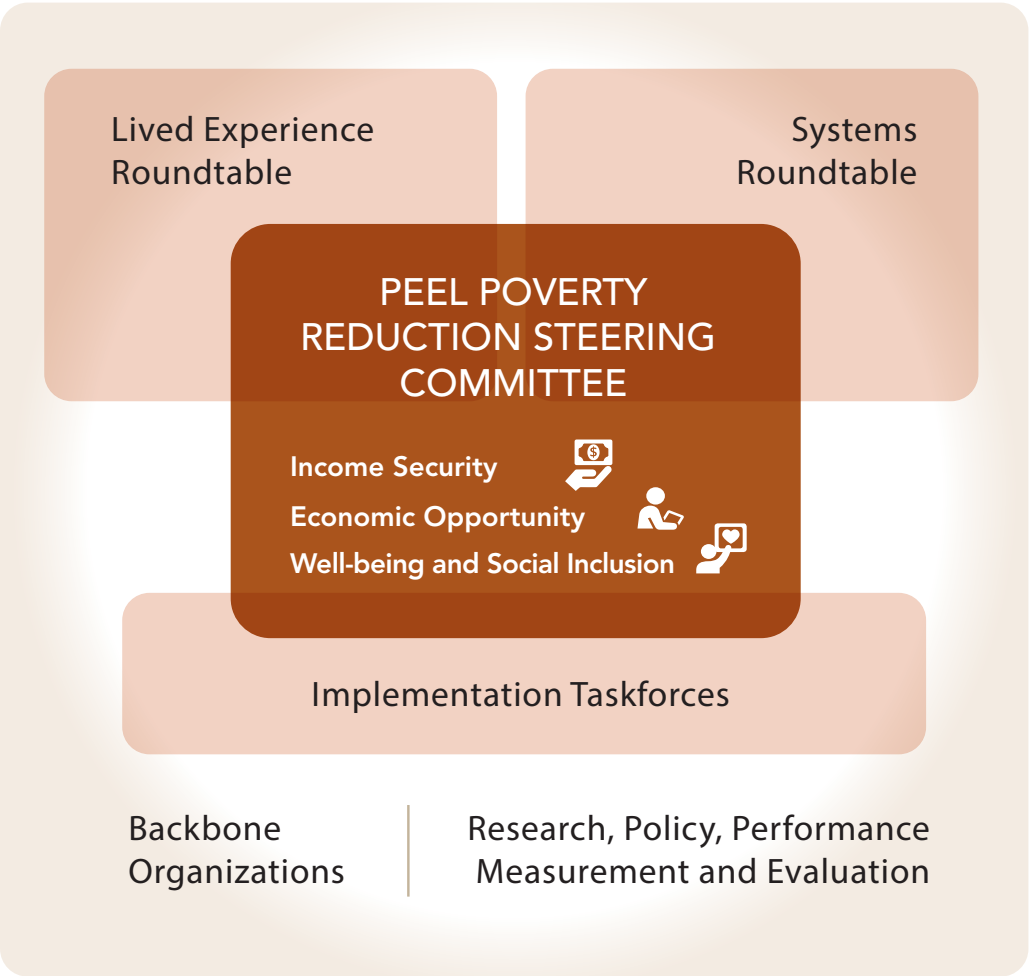 Lived Experience
Roundtable
Systems
Roundtable
PEEL POVERTY
REDUCTION STEERING
COMMITTEE
Income Security
$
Economic Opportunity
Well-being and Social Inclusion
Implementation Taskforces
Backbone
Organizations
Research, Policy, Performance
Measurement and Evaluation